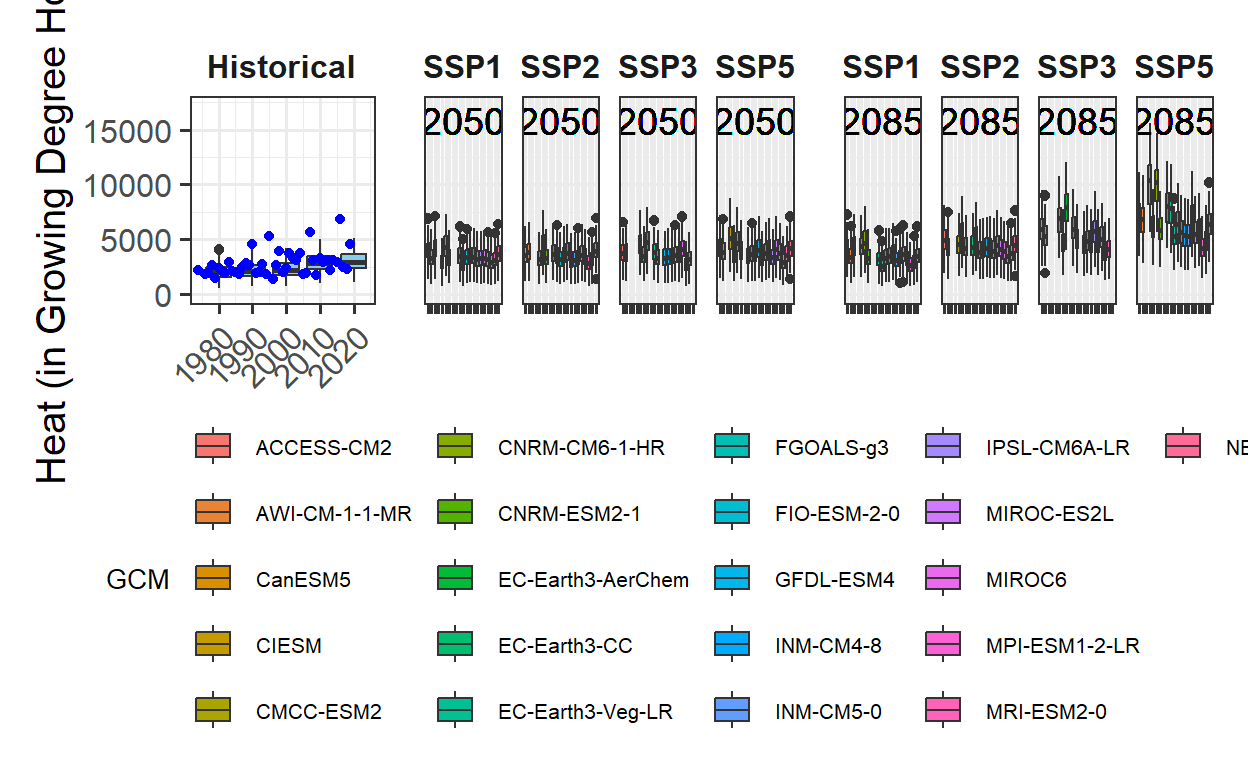 Heat (in Growing Degree
Historical SSP1 SSP2 SSP3 SSP5 SSP1 SSP2 SSP3 SSP5
2050 2050 2050 2050 2085 2085 2085 2085
15000
10000
5000
0
1980 1990 2000 2010 2020
GCM
ACCESS-CM2 CNRM-CM6-1-HR FGOALS-g3 IPSL-CM6A-LR
AWI-CM-1-1-MR CNRM-ESM2-1 FIO-ESM-2-0 MIROC-ES2L
CanESM5 EC-Earth3-AerChem GFDL-ESM4 MIROC6
CIESM EC-Earth3-CC INM-CM4-8 MPI-ESM1-2-LR
CMCC-ESM2 EC-Earth3-Veg-LR INM-CM5-0 MRI-ESM2-0